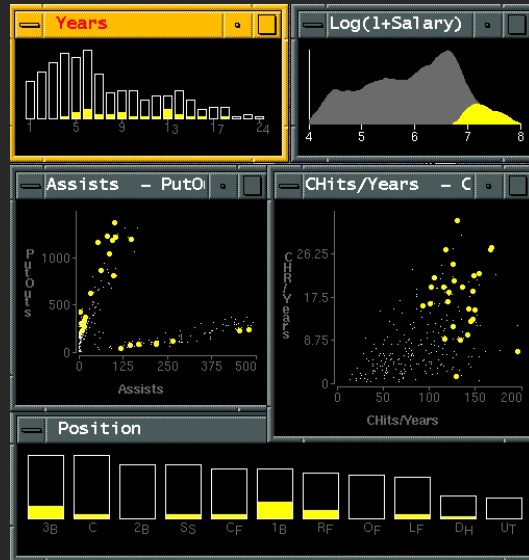 Years
Log(1+Salary)
1 5 9 13 17 24
4 5 6 7 8
Assists - PutO
CHits/Years - C
PutOuts
1000
500
0
0 125 250 375 500
Assists
CHR/Years
26.25
17.5
8.75
0
0 50 100 150 200
CHits/Years
Position
3B C 2B SS CF 1B RF OF LF DH UT